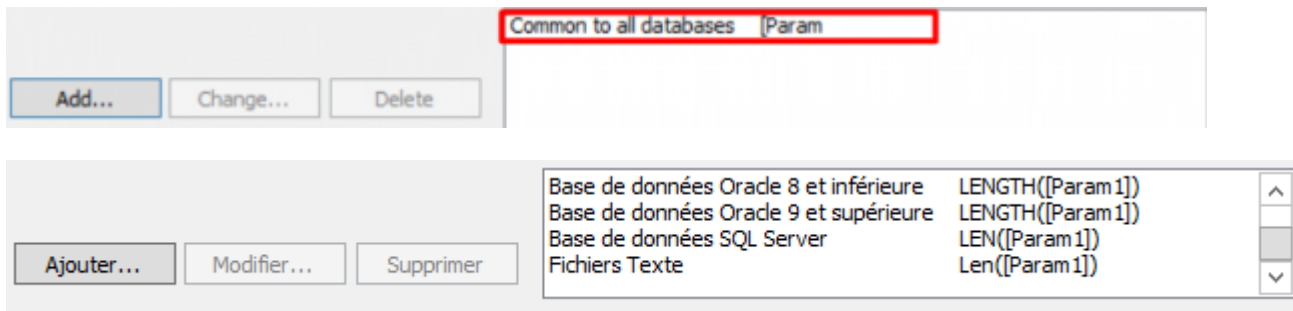 Common to all databases [Param
Add... Change... Delete
Base de données Oracle 8 et inférieure LENGTH([Param1])
Base de données Oracle 9 et supérieure LENGTH([Param1])
Base de données SQL Server LEN([Param1])
Fichiers Texte Len([Param1])
Ajouter... Modifier... Supprimer